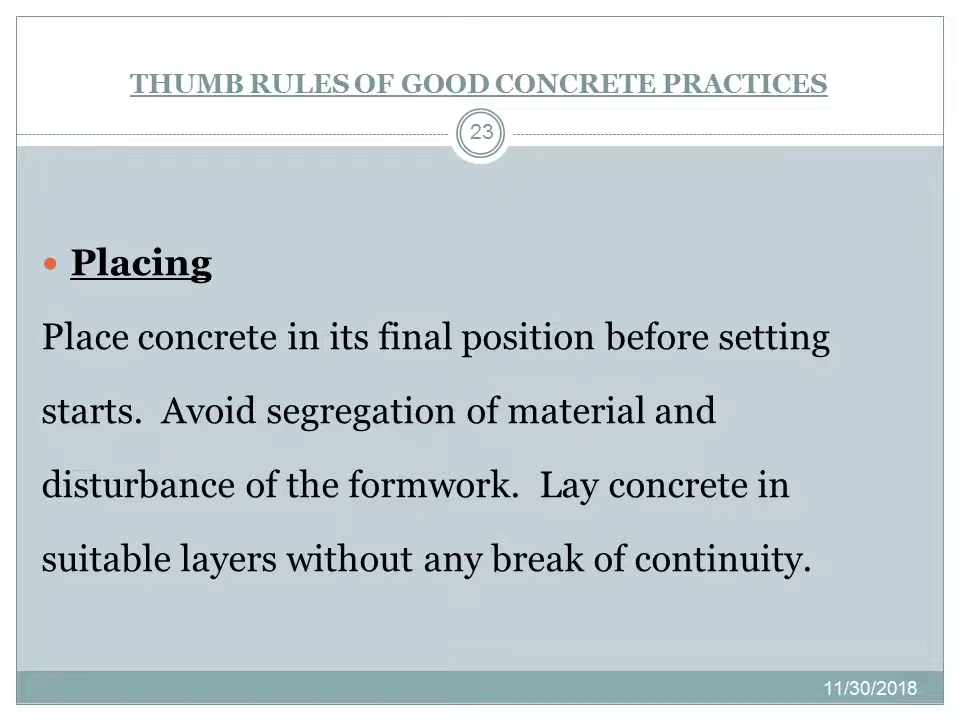 THUMB RULES OF GOOD CONCRETE PRACTICES
23
• Placing
Place concrete in its final position before setting
starts.  Avoid segregation of material and
disturbance of the formwork.  Lay concrete in
suitable layers without any break of continuity.
11/30/2018